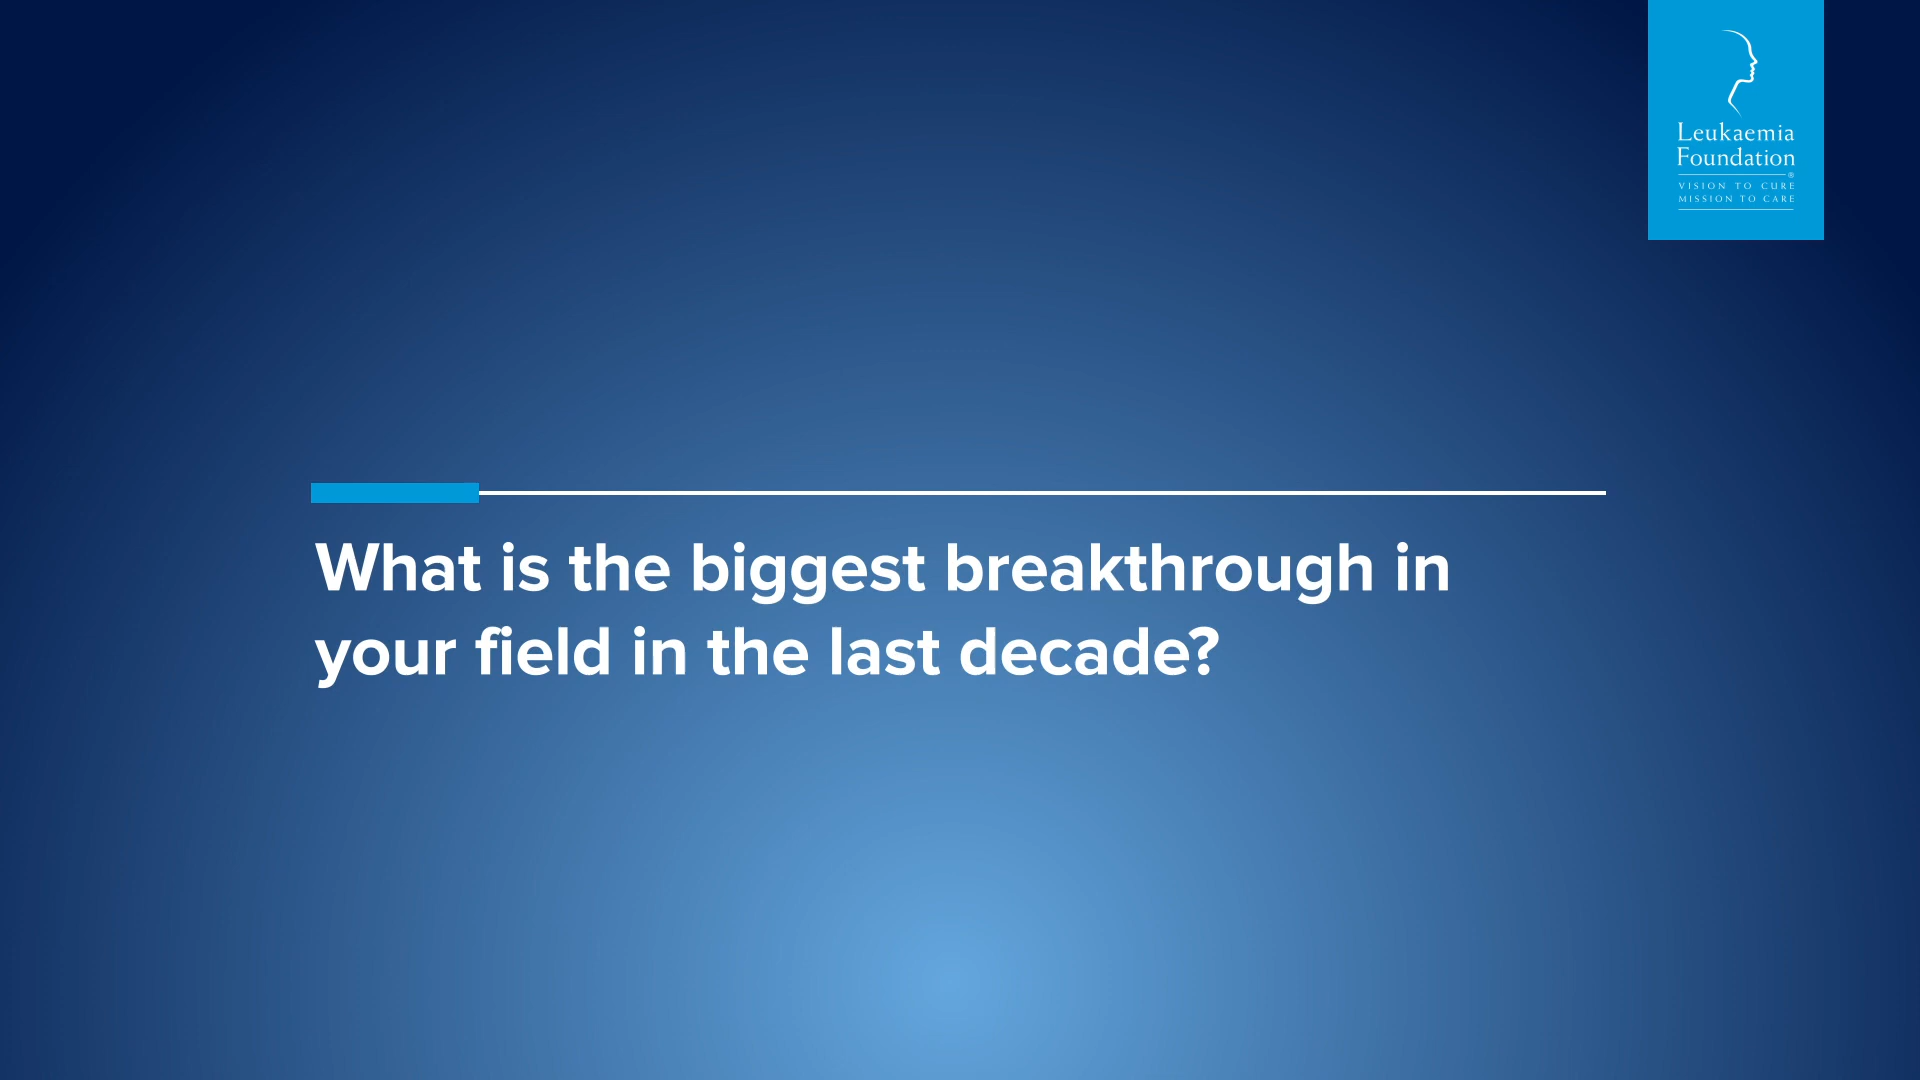 Leukaemia
Foundation
®
VISION TO CURE
MISSION TO CARE
What is the biggest breakthrough in
your field in the last decade?